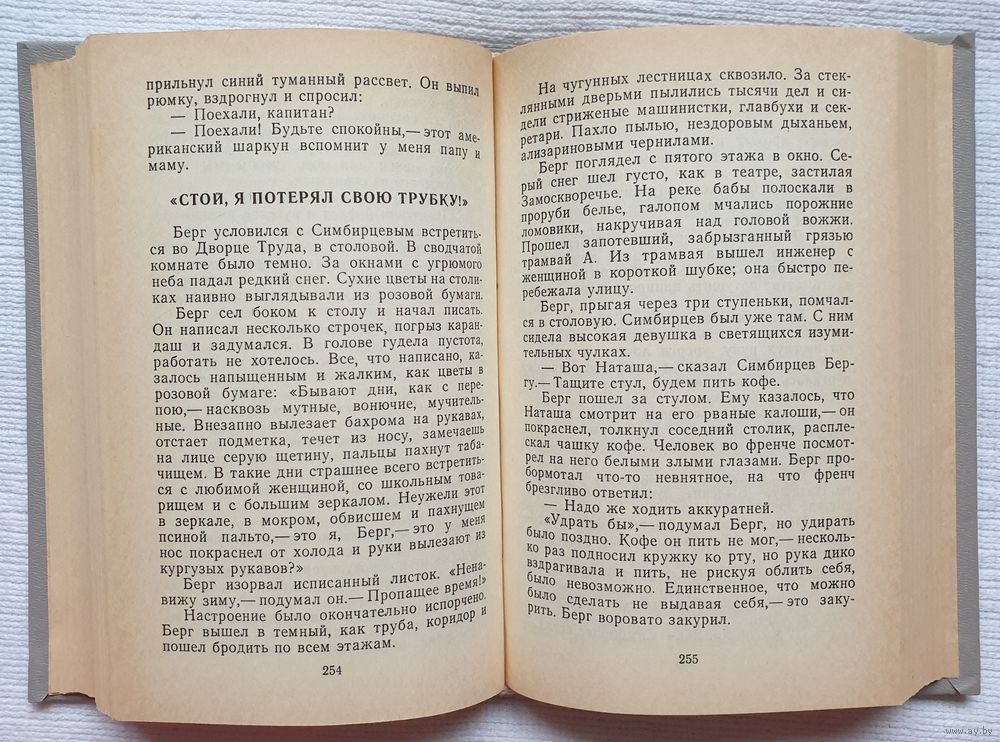 прильнул синий туманный рассвет. Он выпил
рюмку, вздрогнул и спросил:
— Поехали, капитан?
— Поехали! Будьте спокойны,— этот аме-
риканский шаркун вспомнит у меня папу и
маму.
«СТОЙ, Я ПОТЕРЯЛ СВОЮ ТРУБКУ!»
Берг условился с Симбирцевым встретить-
ся во Дворце Труда, в столовой. В сводчатой
комнате было темно. За окнами с угрюмого
неба падал редкий снег. Сухие цветы на столи-
ках наивно выглядывали из розовой бумаги.
Берг сел боком к столу и начал писать.
Он написал несколько строчек, погрыз каран-
даш и задумался. В голове гудела пустота,
работать не хотелось. Все, что написано, ка-
залось напыщенным и жалким, как цветы в
розовой бумаге: «Бывают дни, как с пере-
пою,— насквозь мутные, вонючие, мучитель-
ные. Внезапно вылезает бахрома на рукавах,
отстает подметка, течет из носу, замечаешь
на лице серую щетину, пальцы пахнут таба-
чищем. В такие дни страшнее всего встретить-
ся с любимой женщиной, со школьным това-
рищем и с большим зеркалом. Неужели этот
в зеркале, в мокром, обвисшем и пахнущем
псиной пальто,— это я, Берг,— это у меня
нос покраснел от холода и руки вылезают из
кургузых рукавов?»
Берг изорвал исписанный листок. «Нена-
вижу зиму,— подумал он.— Пропащее время!»
Настроение было окончательно испорчено.
Берг вышел в темный, как труба, коридор и
пошел бродить по всем этажам.
254
На чугунных лестницах сквозило. За стек-
лянными дверьми пылились тысячи дел и си-
дели стриженые машинистки, главбухи и сек-
ретари. Пахло пылью, нездоровым дыханьем,
ализариновыми чернилами.
Берг поглядел с пятого этажа в окно. Се-
рый снег шел густо, как в театре, застилая
Замоскворечье. На реке бабы полоскали в
проруби белье, галопом мчались порожние
ломовики, накручивая над головой вожжи.
Прошел запотевший, забрызганный грязью
трамвай А. Из трамвая вышел инженер с
женщиной в короткой шубке; она быстро пе-
ребежала улицу.
Берг, прыгая через три ступеньки, помчал-
ся в столовую. Симбирцев был уже там. С ним
сидела высокая девушка в светящихся изуми-
тельных чулках.
— Вот Наташа,— сказал Симбирцев Бер-
гу.— Тащите стул, будем пить кофе.
Берг пошел за стулом. Ему казалось, что
Наташа смотрит на его рваные калоши,— он
покраснел, толкнул соседний столик, распле-
скал чашку кофе. Человек во френче посмот-
рел на него белыми злыми глазами. Берг про-
бормотал что-то невнятное, на что френч
брезгливо ответил:
— Надо же ходить аккуратней.
«Удрать бы»,— подумал Берг, но удирать
было поздно. Кофе он пить не мог,— несколь-
ко раз подносил кружку ко рту, но рука дико
вздрагивала и пить, не рискуя облить себя,
было невозможно. Единственное, что можно
было сделать не выдавая себя,— это заку-
рить. Берг воровато закурил.
255
www.ay.by